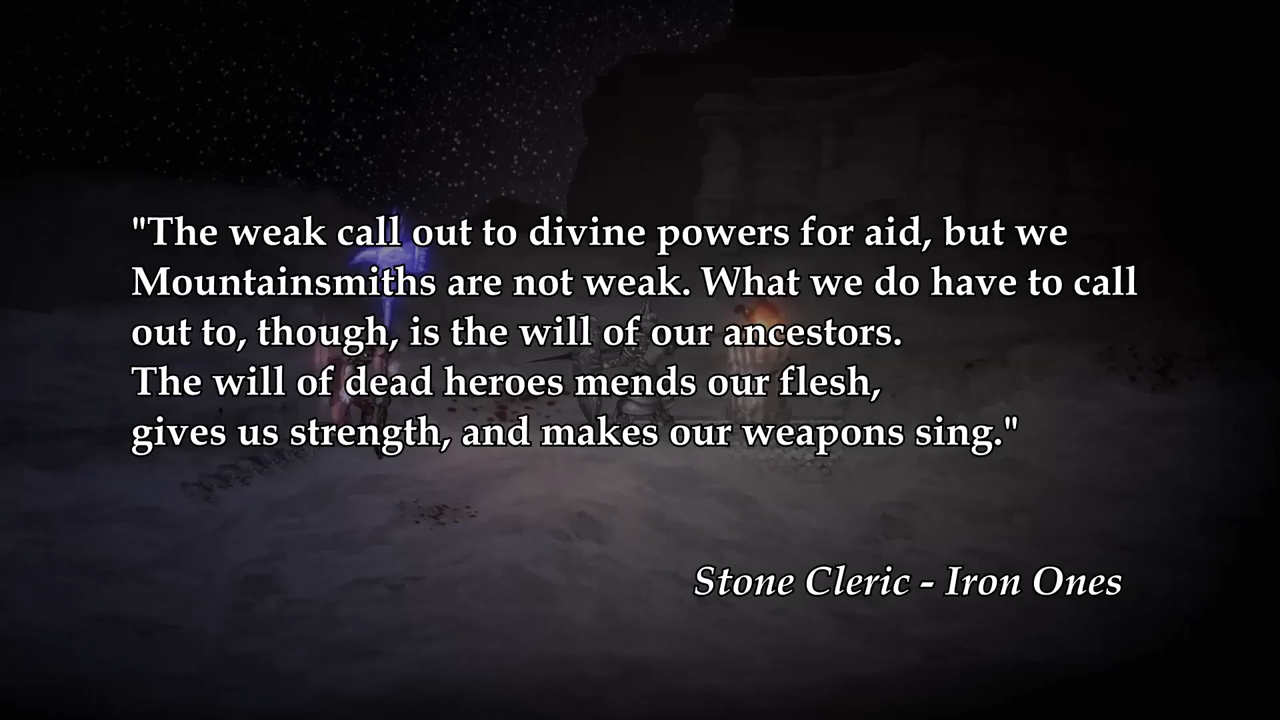 "The weak call out to divine powers for aid, but we
Mountainsmiths are not weak. What we do have to call
out to, though, is the will of our ancestors.
The will of dead heroes mends our flesh,
gives us strength, and makes our weapons sing."
Stone Cleric - Iron Ones